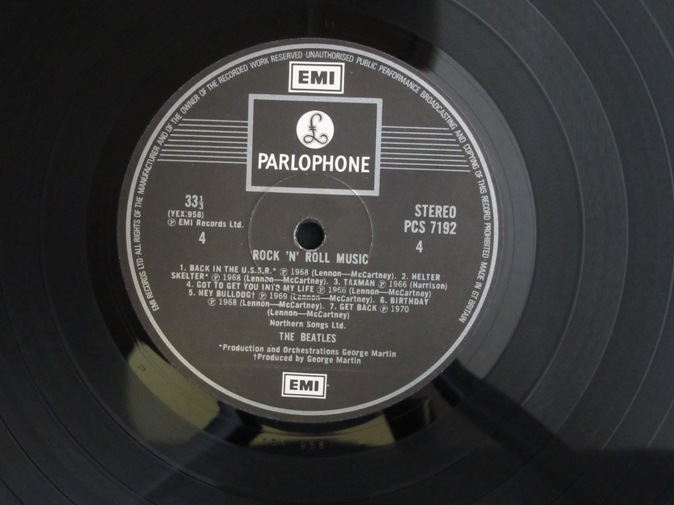 EMI RECORDS LTD. ALL RIGHTS OF THE MANUFACTURER AND OF THE OWNER OF THE RECORDED WORK RESERVED · UNAUTHORISED PUBLIC PERFORMANCE BROADCASTING AND COPYING OF THIS RECORD PROHIBITED MADE IN GT BRITAIN
EMI
£
PARLOPHONE
33⅓
(YEX.958)
Ⓟ EMI Records Ltd.
4
STEREO
PCS 7192
4
ROCK 'N' ROLL MUSIC
1. BACK IN THE U.S.S.R.* Ⓟ 1968 (Lennon—McCartney). 2. HELTER
SKELTER* Ⓟ 1968 (Lennon—McCartney). 3. TAXMAN Ⓟ 1966 (Harrison)
4. GOT TO GET YOU INTO MY LIFE Ⓟ 1966 (Lennon—McCartney)
5. HEY BULLDOG† Ⓟ 1969 (Lennon—McCartney). 6. BIRTHDAY
Ⓟ 1968 (Lennon—McCartney). 7. GET BACK Ⓟ 1970
(Lennon—McCartney)
Northern Songs Ltd.
THE BEATLES
*Production and Orchestrations George Martin
†Produced by George Martin
EMI